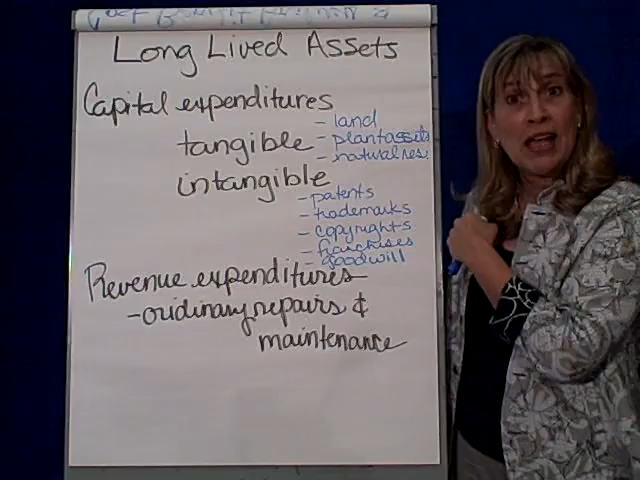 Long Lived Assets
Capital expenditures
- land
tangible - plant assets
- natural res.
intangible
- patents
- trademarks
- copyrights
- franchises
- goodwill
Revenue expenditures
- oridinary repairs &
maintenance